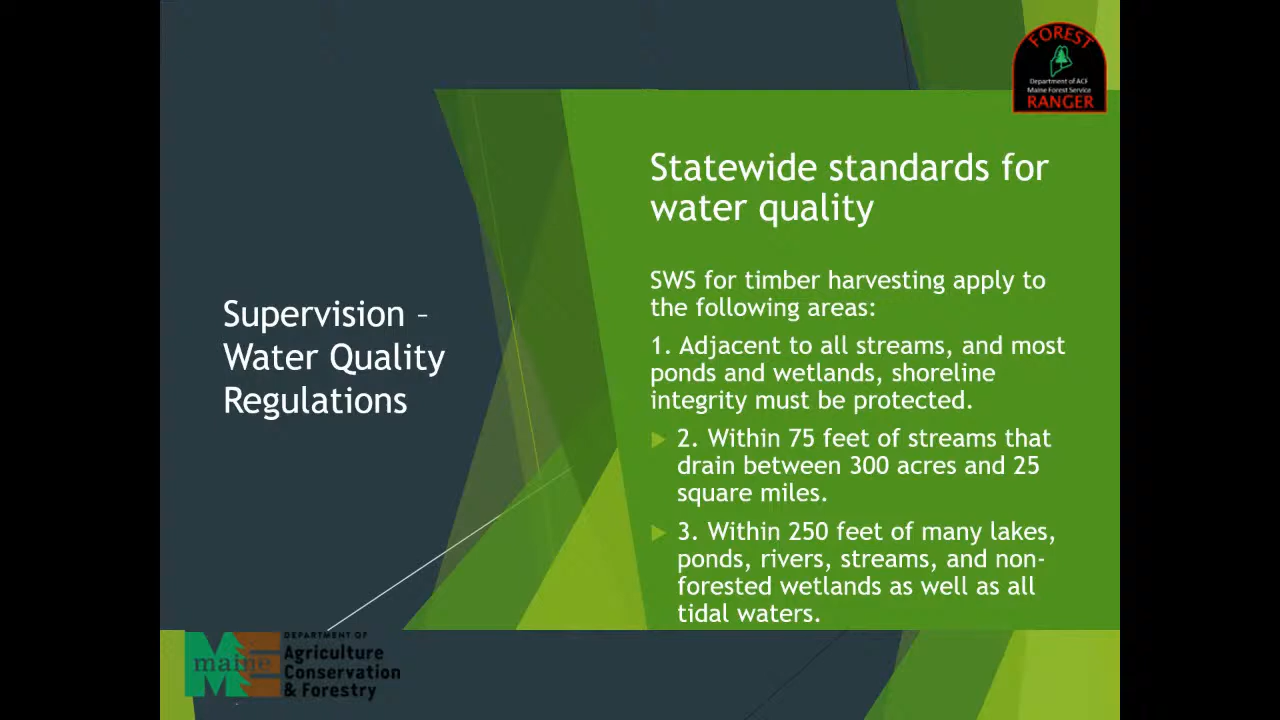 FOREST
Department of ACF
Maine Forest Service
RANGER
Statewide standards for
water quality
SWS for timber harvesting apply to
the following areas:
1. Adjacent to all streams, and most
ponds and wetlands, shoreline
integrity must be protected.
2. Within 75 feet of streams that
drain between 300 acres and 25
square miles.
3. Within 250 feet of many lakes,
ponds, rivers, streams, and non-
forested wetlands as well as all
tidal waters.
Supervision –
Water Quality
Regulations
maine
DEPARTMENT OF
Agriculture
Conservation
& Forestry